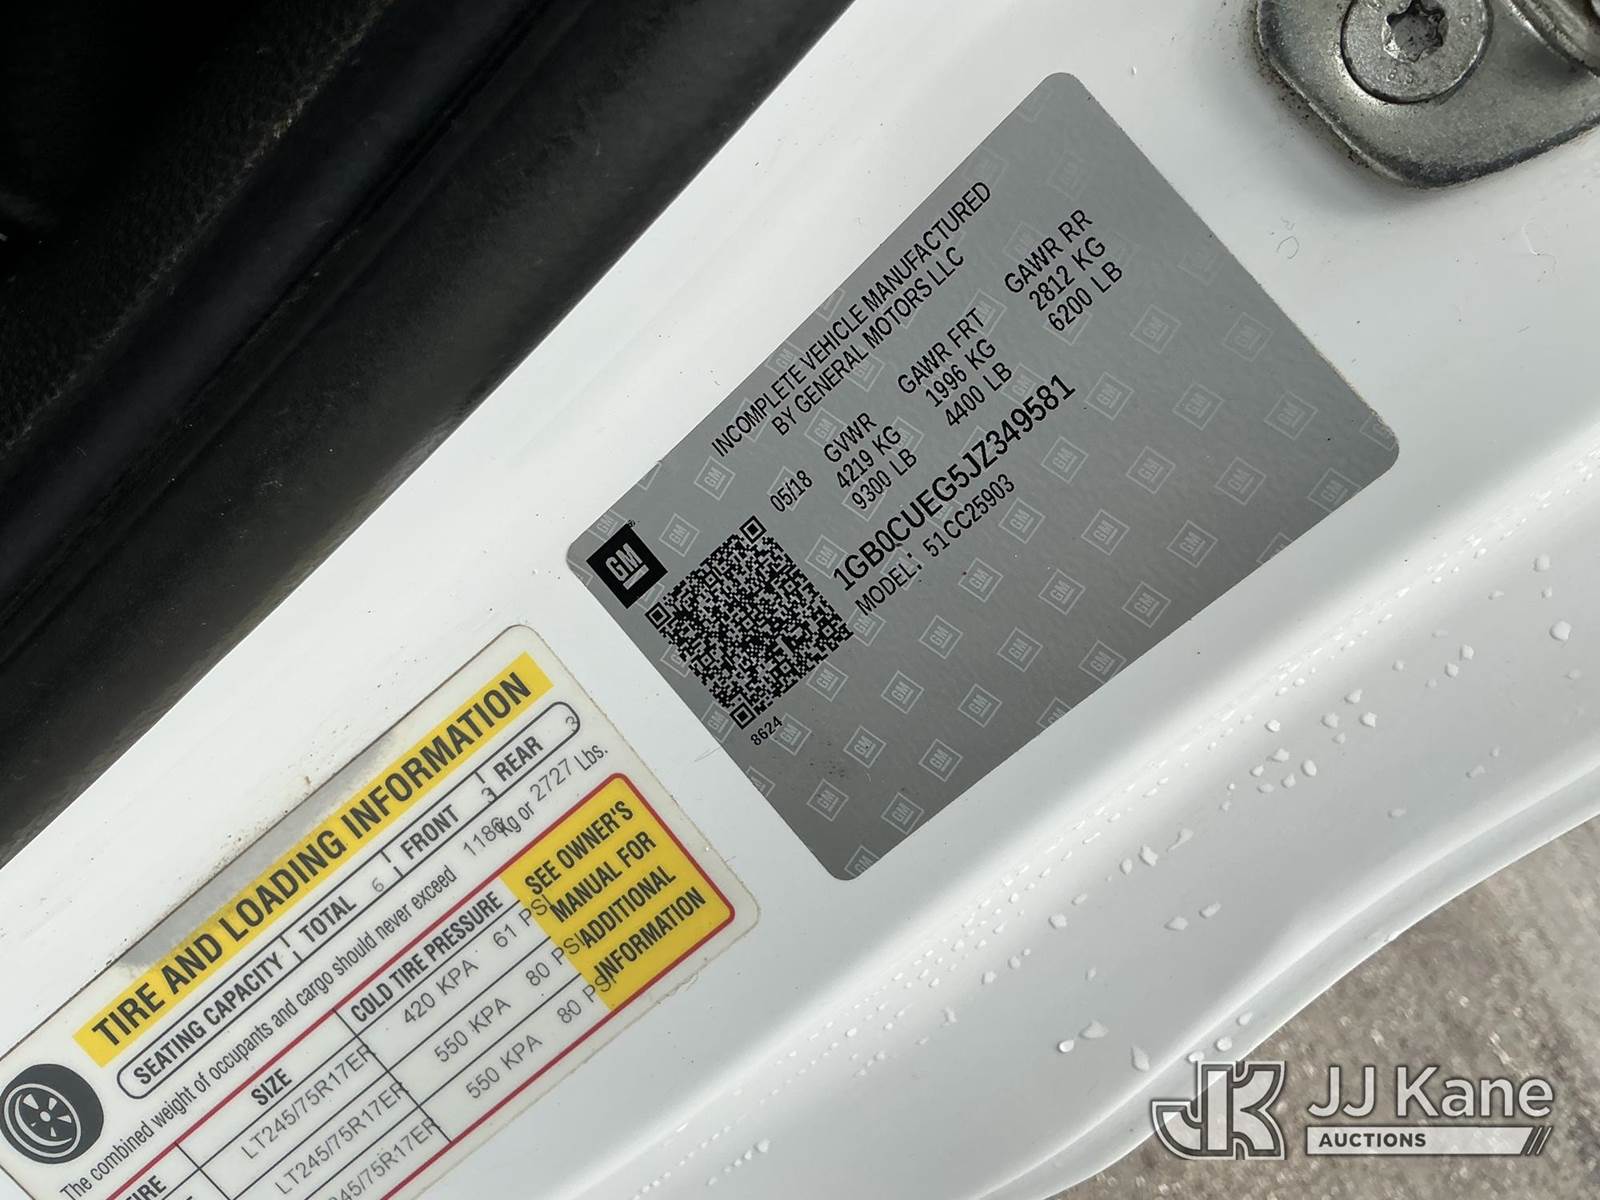 INCOMPLETE VEHICLE MANUFACTURED
BY GENERAL MOTORS LLC
05/18 GVWR GAWR FRT GAWR RR
4219 KG 1996 KG 2812 KG
9300 LB 4400 LB 6200 LB
GM
1GB0CUEG5JZ349581
MODEL: 51CC25903
8624
TIRE AND LOADING INFORMATION
SEATING CAPACITY TOTAL 6 FRONT 3 REAR 3
The combined weight of occupants and cargo should never exceed 1186 Kg or 2727 Lbs.
SIZE COLD TIRE PRESSURE
LT245/75R17ER 420 KPA 61 PSI
LT245/75R17ER 550 KPA 80 PSI
245/75R17ER 550 KPA 80 PSI
SEE OWNER'S
MANUAL FOR
ADDITIONAL
INFORMATION
JK JJ Kane
AUCTIONS